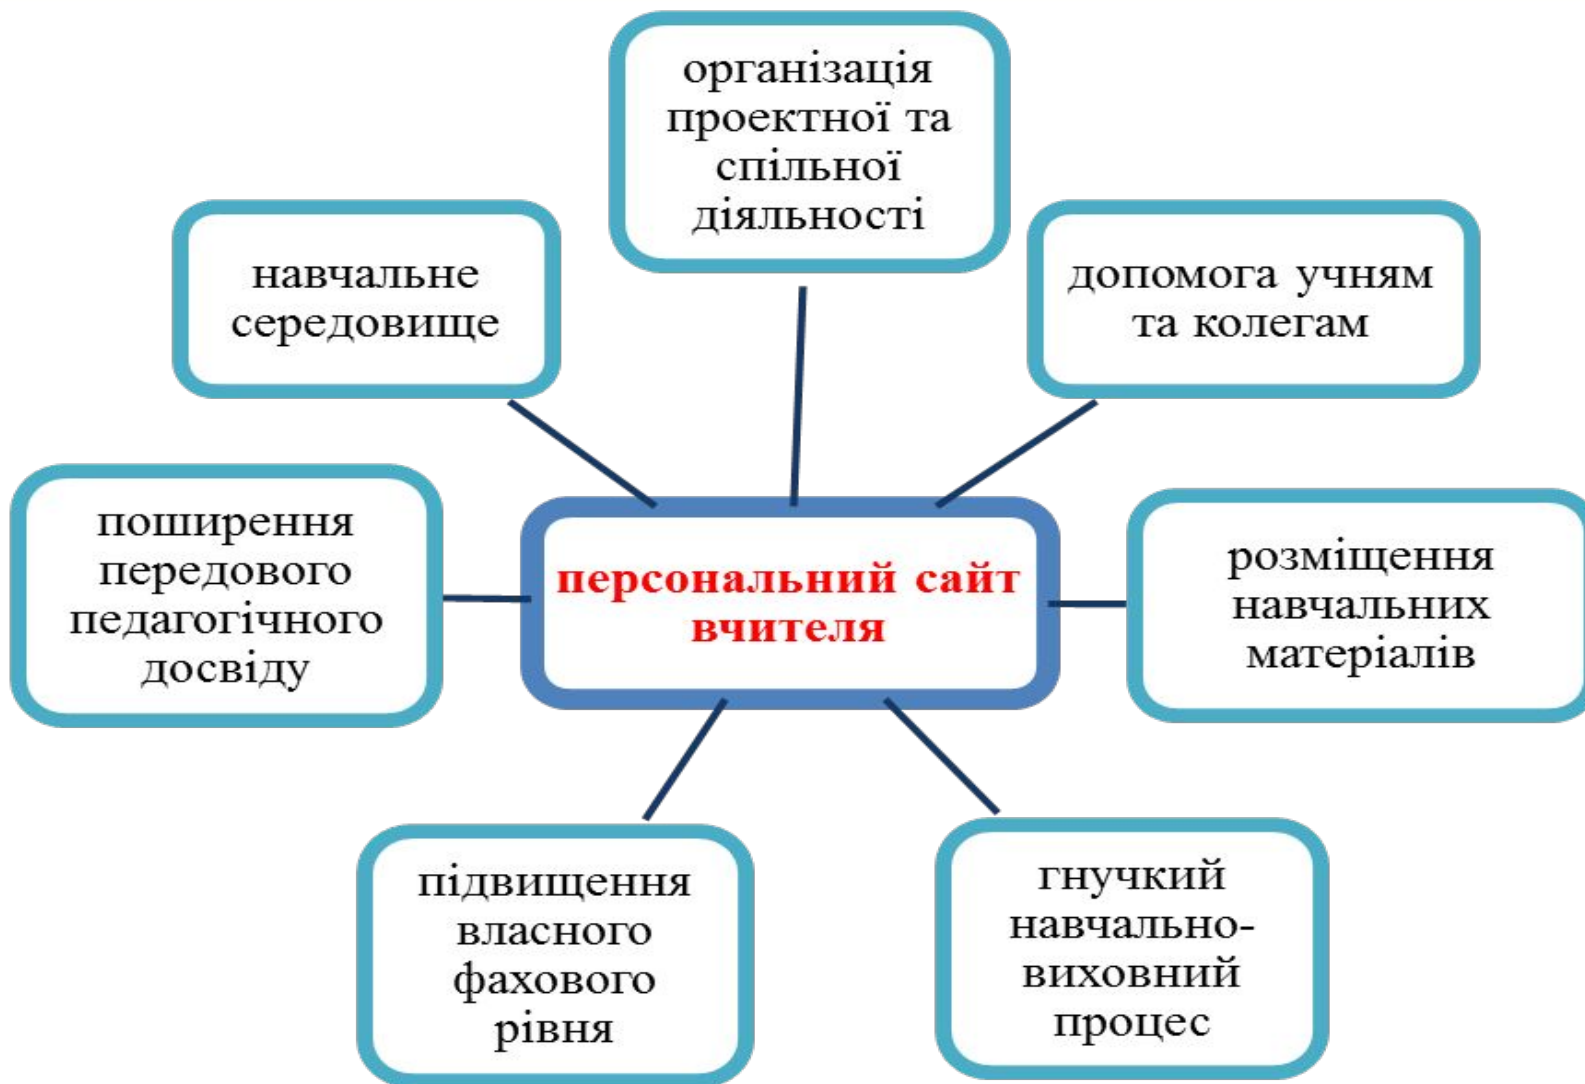 організація
проектної та
спільної
діяльності
навчальне
середовище
допомога учням
та колегам
поширення
передового
педагогічного
досвіду
персональний сайт
вчителя
розміщення
навчальних
матеріалів
підвищення
власного
фахового
рівня
гнучкий
навчально-
виховний
процес